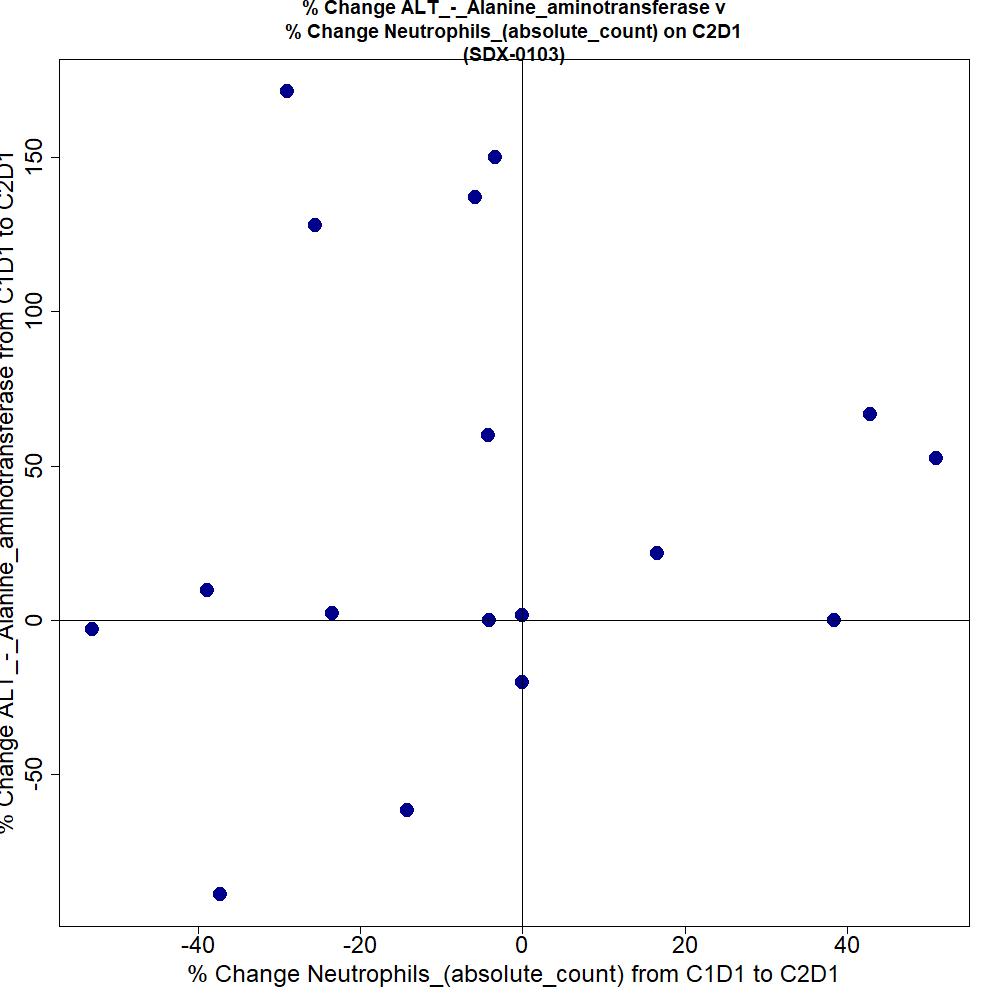 % Change ALT_-_Alanine_aminotransferase v
% Change Neutrophils_(absolute_count) on C2D1
(SDX-0103)
% Change ALT_-_Alanine_aminotransferase from C1D1 to C2D1
150
100
50
0
-50
-40
-20
0
20
40
% Change Neutrophils_(absolute_count) from C1D1 to C2D1